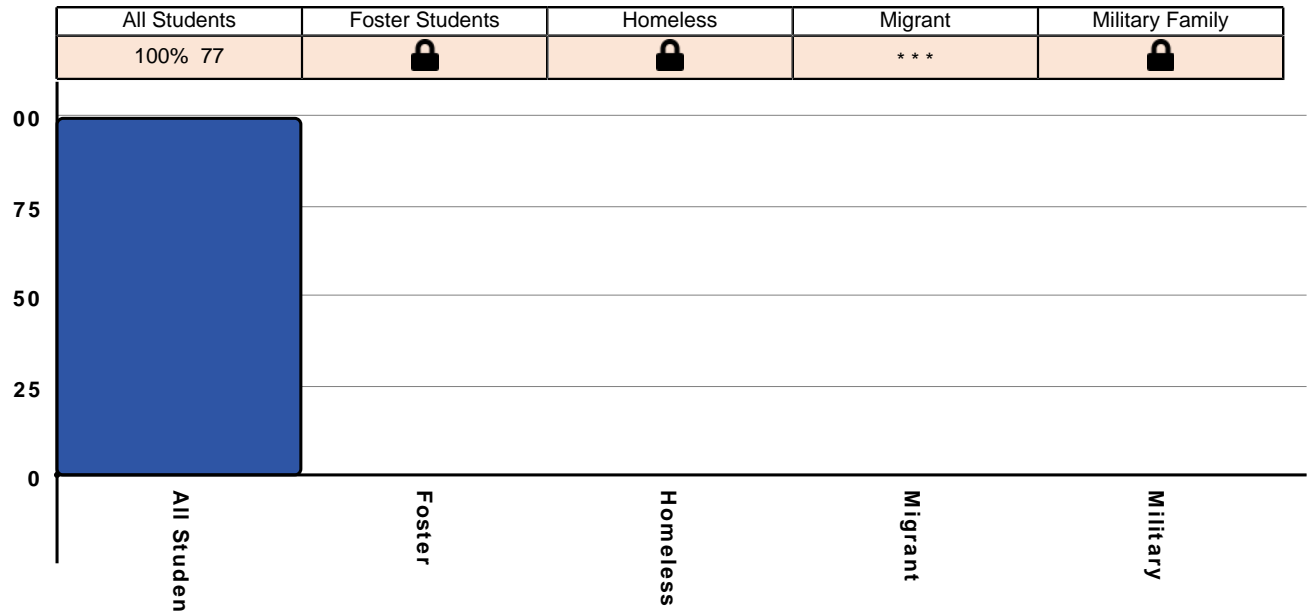 All Students Foster Students Homeless Migrant Military Family
100% 77 * * *
00
75
50
25
0
All Studen
Foster
Homeless
Migrant
Military